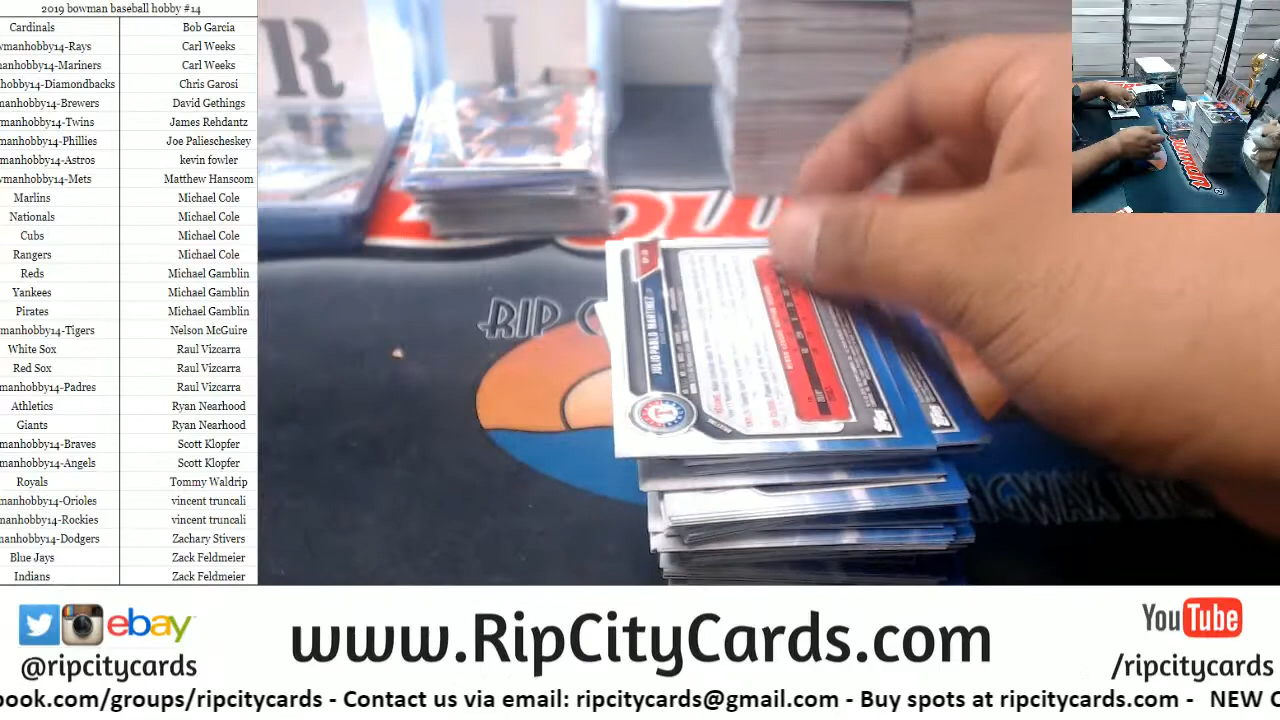 2019 bowman baseball hobby #14
Cardinals Bob Garcia
wmanhobby14-Rays Carl Weeks
manhobby14-Mariners Carl Weeks
hobby14-Diamondbacks Chris Garosi
manhobby14-Brewers David Gethings
manhobby14-Twins James Rehdantz
manhobby14-Phillies Joe Paliescheskey
manhobby14-Astros kevin fowler
wmanhobby14-Mets Matthew Hanscom
Marlins Michael Cole
Nationals Michael Cole
Cubs Michael Cole
Rangers Michael Cole
Reds Michael Gamblin
Yankees Michael Gamblin
Pirates Michael Gamblin
manhobby14-Tigers Nelson McGuire
White Sox Raul Vizcarra
Red Sox Raul Vizcarra
manhobby14-Padres Raul Vizcarra
Athletics Ryan Nearhood
Giants Ryan Nearhood
manhobby14-Braves Scott Klopfer
manhobby14-Angels Scott Klopfer
Royals Tommy Waldrip
manhobby14-Orioles vincent truncali
manhobby14-Rockies vincent truncali
manhobby14-Dodgers Zachary Stivers
Blue Jays Zack Feldmeier
Indians Zack Feldmeier
R I
RIP C
JULIO PABLO MARTINEZ
T
topps
NGWAX INC.
ebay
@ripcitycards
www.RipCityCards.com
YouTube
/ripcitycards
book.com/groups/ripcitycards - Contact us via email: ripcitycards@gmail.com - Buy spots at ripcitycards.com - NEW C